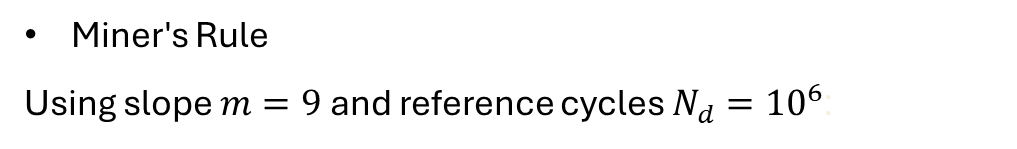 • Miner's Rule
Using slope m = 9 and reference cycles N_d = 10^6